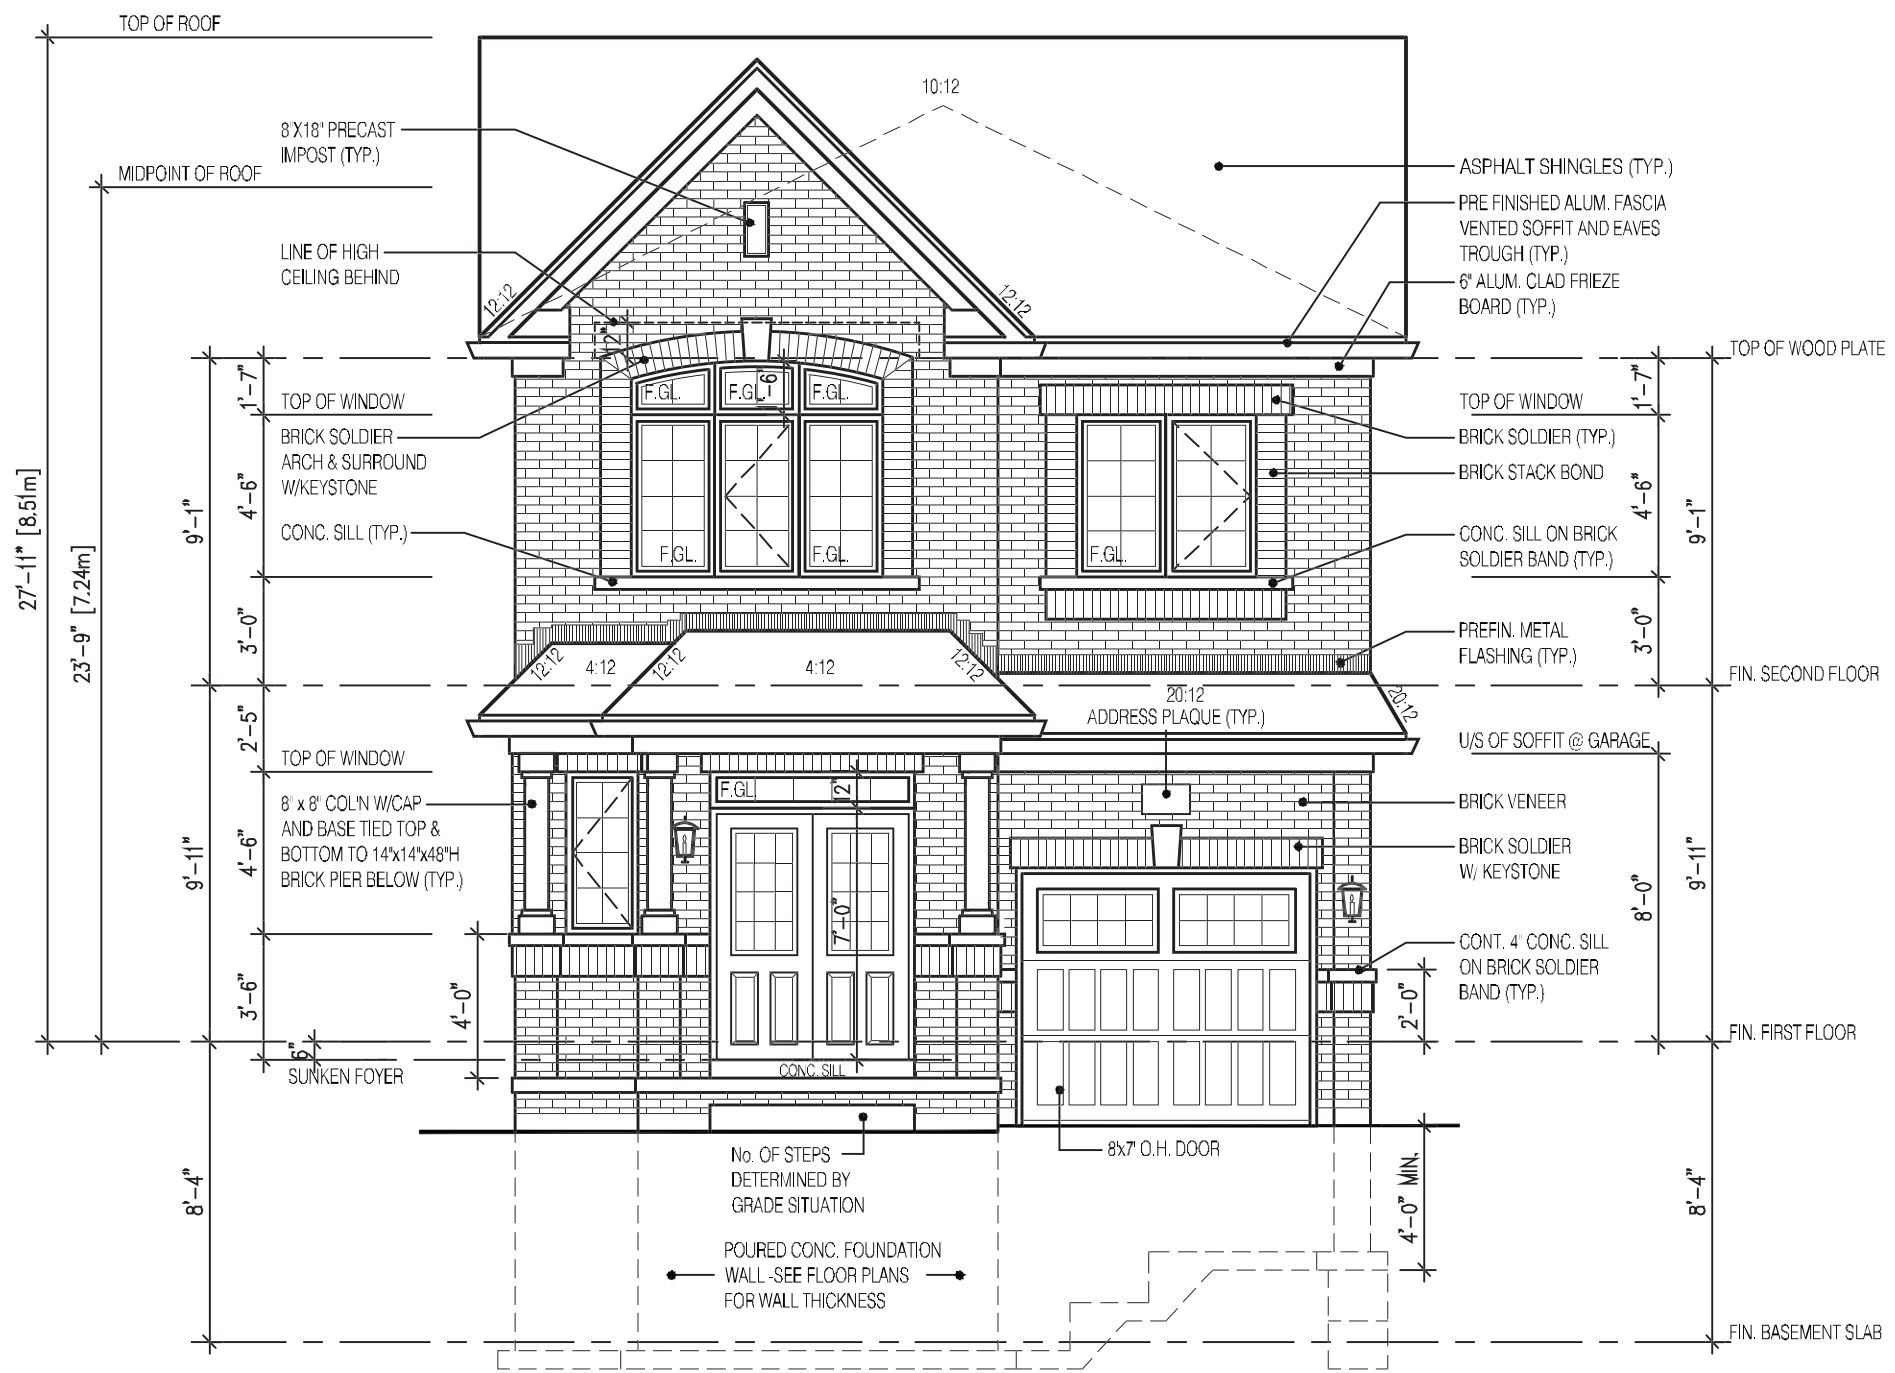 TOP OF ROOF
MIDPOINT OF ROOF
27'-11" [8.51m]
23'-9" [7.24m]
8"X18" PRECAST
IMPOST (TYP.)
LINE OF HIGH
CEILING BEHIND
10:12
12:12
12:12
ASPHALT SHINGLES (TYP.)
PRE FINISHED ALUM. FASCIA
VENTED SOFFIT AND EAVES
TROUGH (TYP.)
6" ALUM. CLAD FRIEZE
BOARD (TYP.)
TOP OF WOOD PLATE
9'-1"
1'-7"
TOP OF WINDOW
BRICK SOLDIER
ARCH & SURROUND
W/KEYSTONE
4'-6"
CONC. SILL (TYP.)
3'-0"
F.GL.
F.GL.
F.GL.
1'-6"
F.GL.
F.GL.
F.GL.
1'-7"
TOP OF WINDOW
BRICK SOLDIER (TYP.)
BRICK STACK BOND
4'-6"
9'-1"
CONC. SILL ON BRICK
SOLDIER BAND (TYP.)
PREFIN. METAL
FLASHING (TYP.)
3'-0"
FIN. SECOND FLOOR
12:12
4:12
12:12
4:12
12:12
20:12
20:12
ADDRESS PLAQUE (TYP.)
U/S OF SOFFIT @ GARAGE
2'-5"
TOP OF WINDOW
8" x 8" COL'N W/CAP
AND BASE TIED TOP &
BOTTOM TO 14"x14"x48"H
BRICK PIER BELOW (TYP.)
9'-11"
4'-6"
3'-6"
4'-0"
6"
SUNKEN FOYER
F.GL.
12"
7'-0"
CONC. SILL
BRICK VENEER
BRICK SOLDIER
W/ KEYSTONE
8'-0"
9'-11"
CONT. 4" CONC. SILL
ON BRICK SOLDIER
BAND (TYP.)
2'-0"
FIN. FIRST FLOOR
8'x7' O.H. DOOR
No. OF STEPS
DETERMINED BY
GRADE SITUATION
8'-4"
4'-0" MIN.
8'-4"
POURED CONC. FOUNDATION
WALL -SEE FLOOR PLANS
FOR WALL THICKNESS
FIN. BASEMENT SLAB